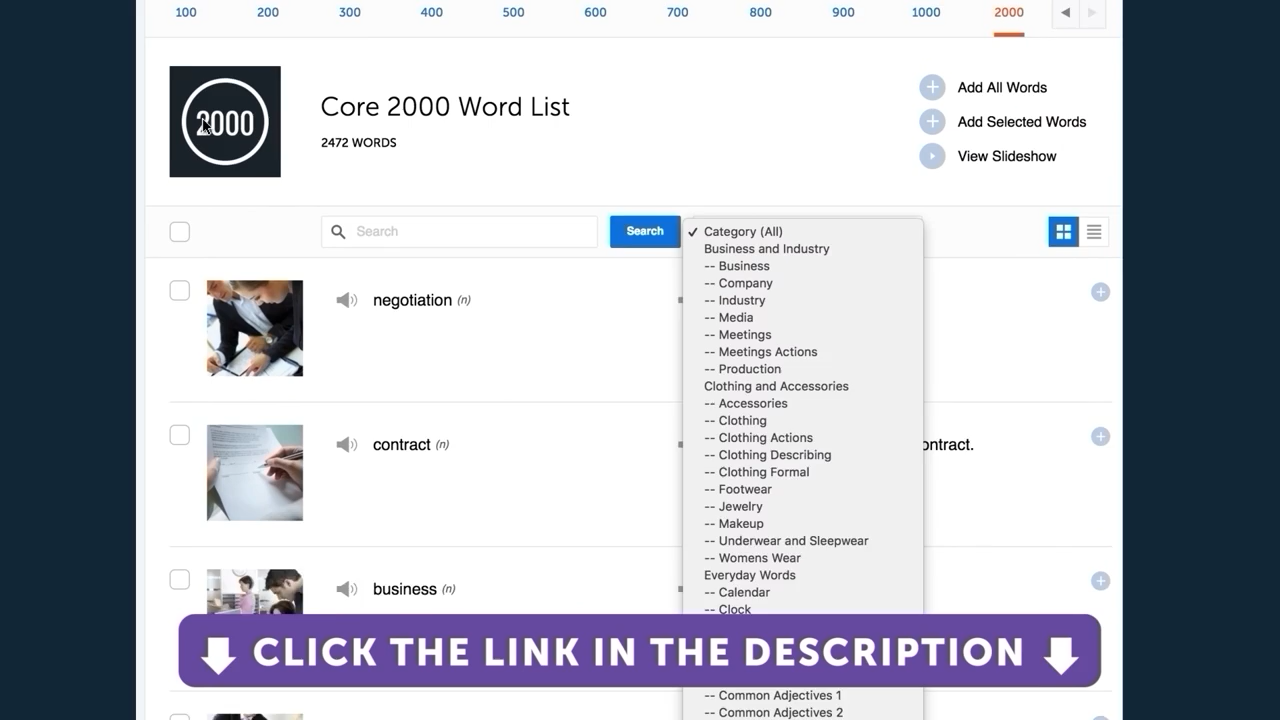 100 200 300 400 500 600 700 800 900 1000 2000
2000
Core 2000 Word List
2472 WORDS
Add All Words
Add Selected Words
View Slideshow
Search
Search
Category (All)
Business and Industry
-- Business
-- Company
-- Industry
-- Media
-- Meetings
-- Meetings Actions
-- Production
Clothing and Accessories
-- Accessories
-- Clothing
-- Clothing Actions
-- Clothing Describing
-- Clothing Formal
-- Footwear
-- Jewelry
-- Makeup
-- Underwear and Sleepwear
-- Womens Wear
Everyday Words
-- Calendar
-- Clock
-- Common Adjectives 1
-- Common Adjectives 2
negotiation (n)
contract (n)
ontract.
business (n)
CLICK THE LINK IN THE DESCRIPTION